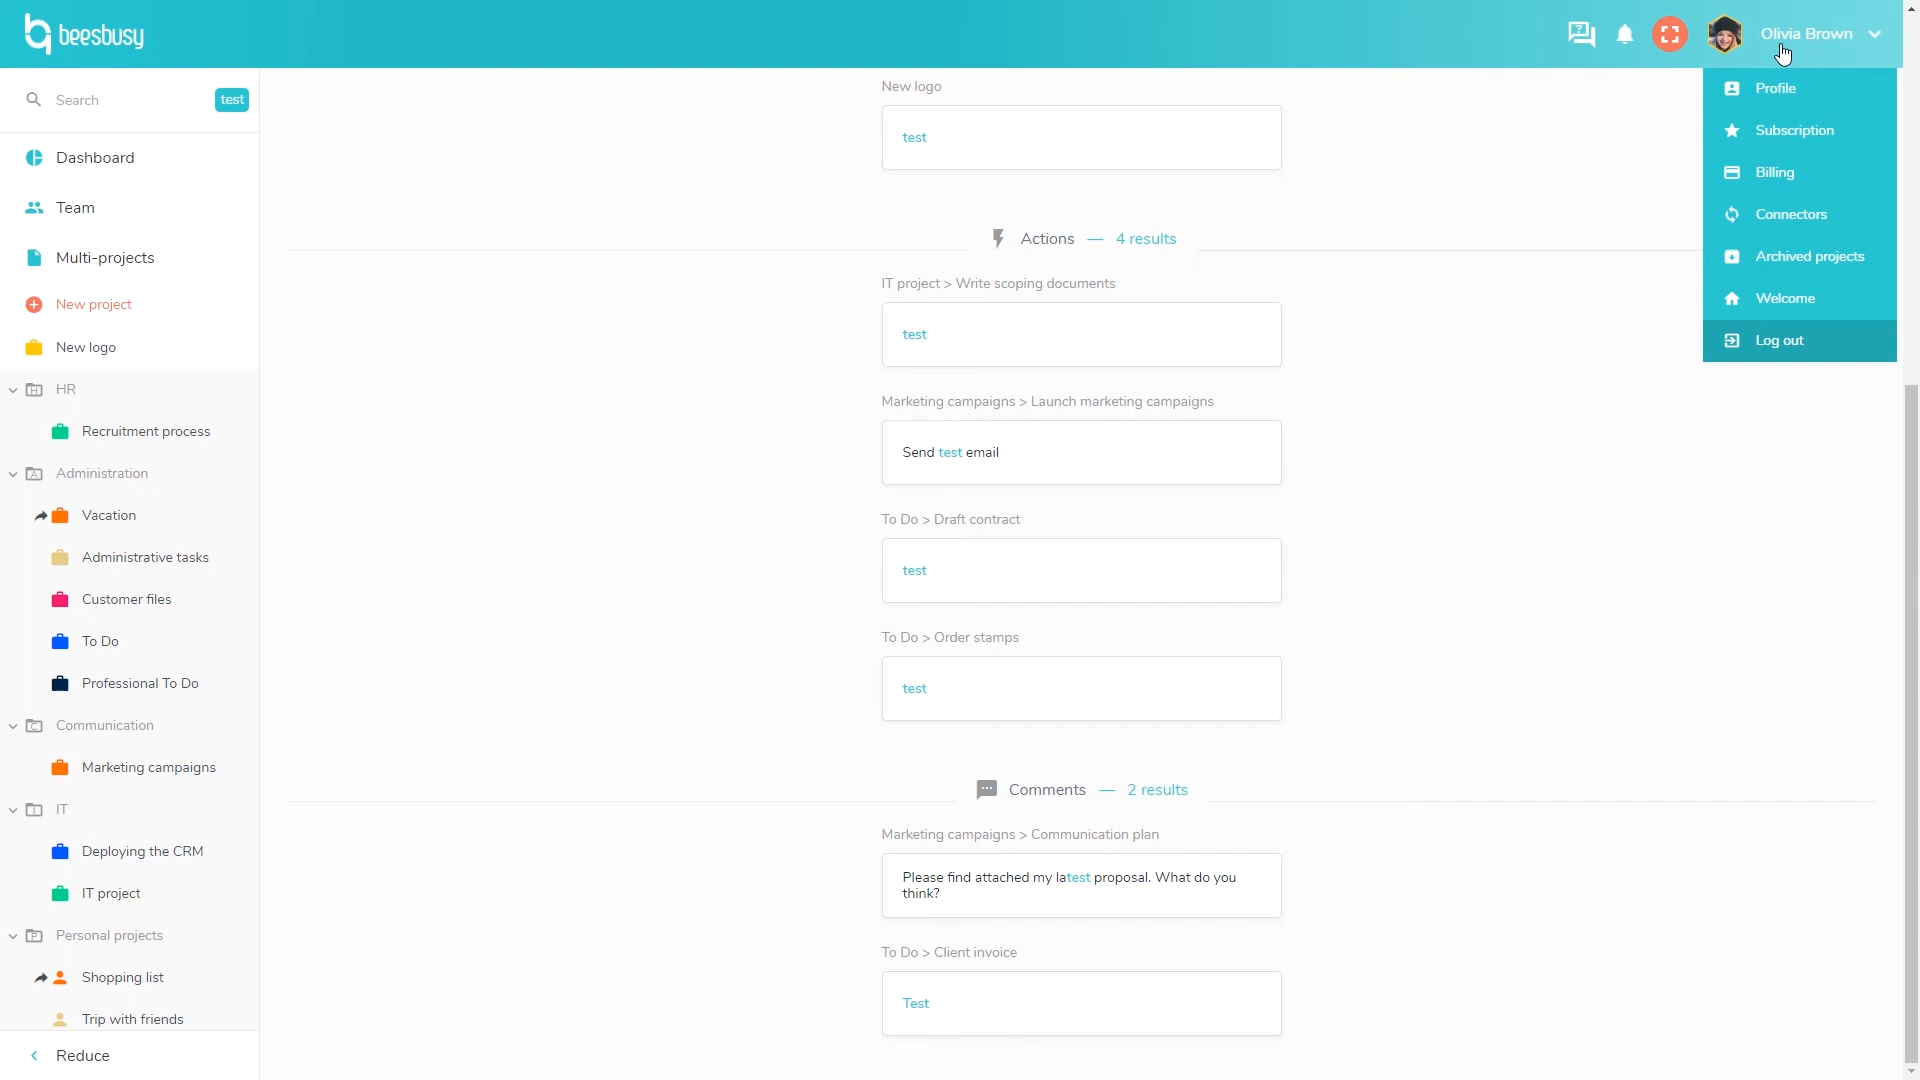 beesbusy
Olivia Brown
Profile
Subscription
Billing
Connectors
Archived projects
Welcome
Log out
Search
test
Dashboard
Team
Multi-projects
New project
New logo
HR
Recruitment process
Administration
Vacation
Administrative tasks
Customer files
To Do
Professional To Do
Communication
Marketing campaigns
IT
Deploying the CRM
IT project
Personal projects
Shopping list
Trip with friends
Reduce
New logo
test
Actions — 4 results
IT project > Write scoping documents
test
Marketing campaigns > Launch marketing campaigns
Send test email
To Do > Draft contract
test
To Do > Order stamps
test
Comments — 2 results
Marketing campaigns > Communication plan
Please find attached my latest proposal. What do you
think?
To Do > Client invoice
Test